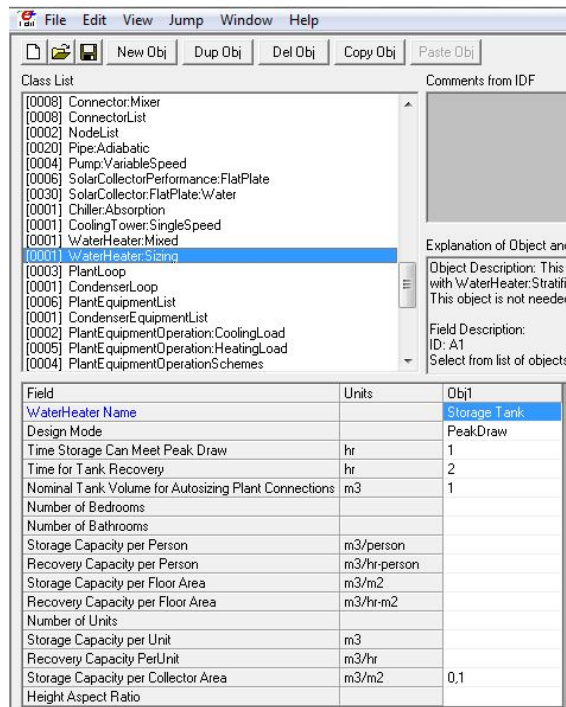 File Edit View Jump Window Help
New Obj Dup Obj Del Obj Copy Obj Paste Obj
Class List
Comments from IDF
[0008] Connector:Mixer
[0008] ConnectorList
[0002] NodeList
[0020] Pipe:Adiabatic
[0004] Pump:VariableSpeed
[0006] SolarCollectorPerformance:FlatPlate
[0030] SolarCollector:FlatPlate:Water
[0001] Chiller:Absorption
[0001] CoolingTower:SingleSpeed
[0001] WaterHeater:Mixed
[0001] WaterHeater:Sizing
[0003] PlantLoop
[0001] CondenserLoop
[0006] PlantEquipmentList
[0001] CondenserEquipmentList
[0002] PlantEquipmentOperation:CoolingLoad
[0005] PlantEquipmentOperation:HeatingLoad
[0004] PlantEquipmentOperationSchemes
Explanation of Object an
Object Description: This
with WaterHeater:Stratifi
This object is not neede
Field Description:
ID: A1
Select from list of objects
Field Units Obj1
WaterHeater Name Storage Tank
Design Mode PeakDraw
Time Storage Can Meet Peak Draw hr 1
Time for Tank Recovery hr 2
Nominal Tank Volume for Autosizing Plant Connections m3 1
Number of Bedrooms
Number of Bathrooms
Storage Capacity per Person m3/person
Recovery Capacity per Person m3/hr-person
Storage Capacity per Floor Area m3/m2
Recovery Capacity per Floor Area m3/hr-m2
Number of Units
Storage Capacity per Unit m3
Recovery Capacity PerUnit m3/hr
Storage Capacity per Collector Area m3/m2 0,1
Height Aspect Ratio